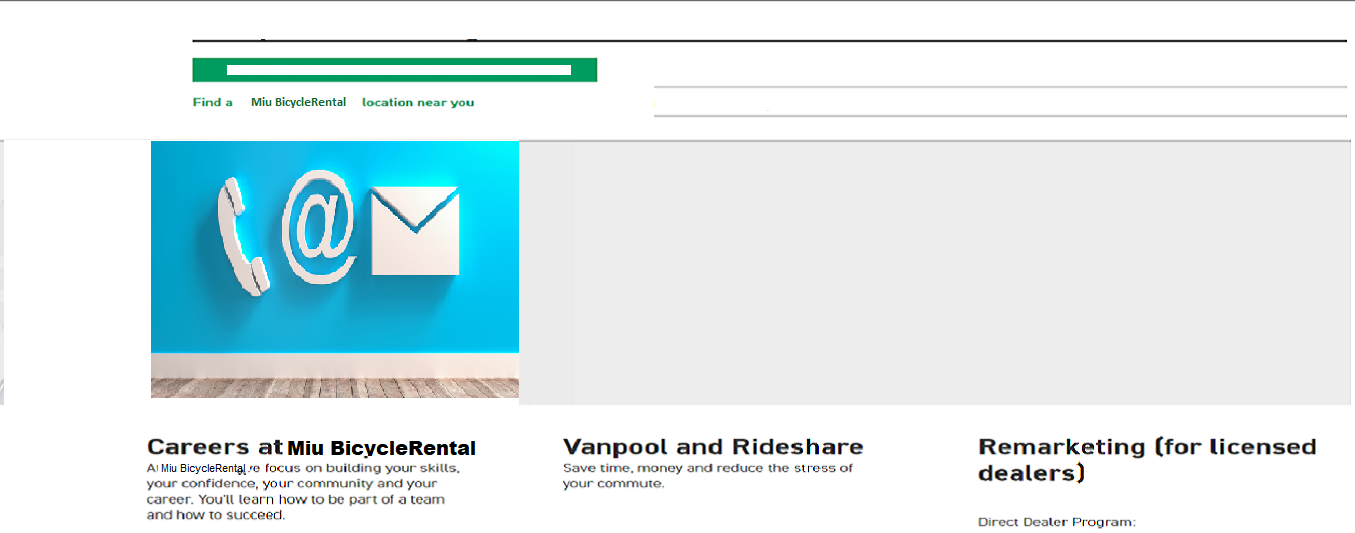 Find a Miu BicycleRental location near you
Careers at Miu BicycleRental
At Miu BicycleRental re focus on building your skills,
your confidence, your community and your
career. You'll learn how to be part of a team
and how to succeed.
Vanpool and Rideshare
Save time, money and reduce the stress of
your commute.
Remarketing (for licensed
dealers)
Direct Dealer Program: